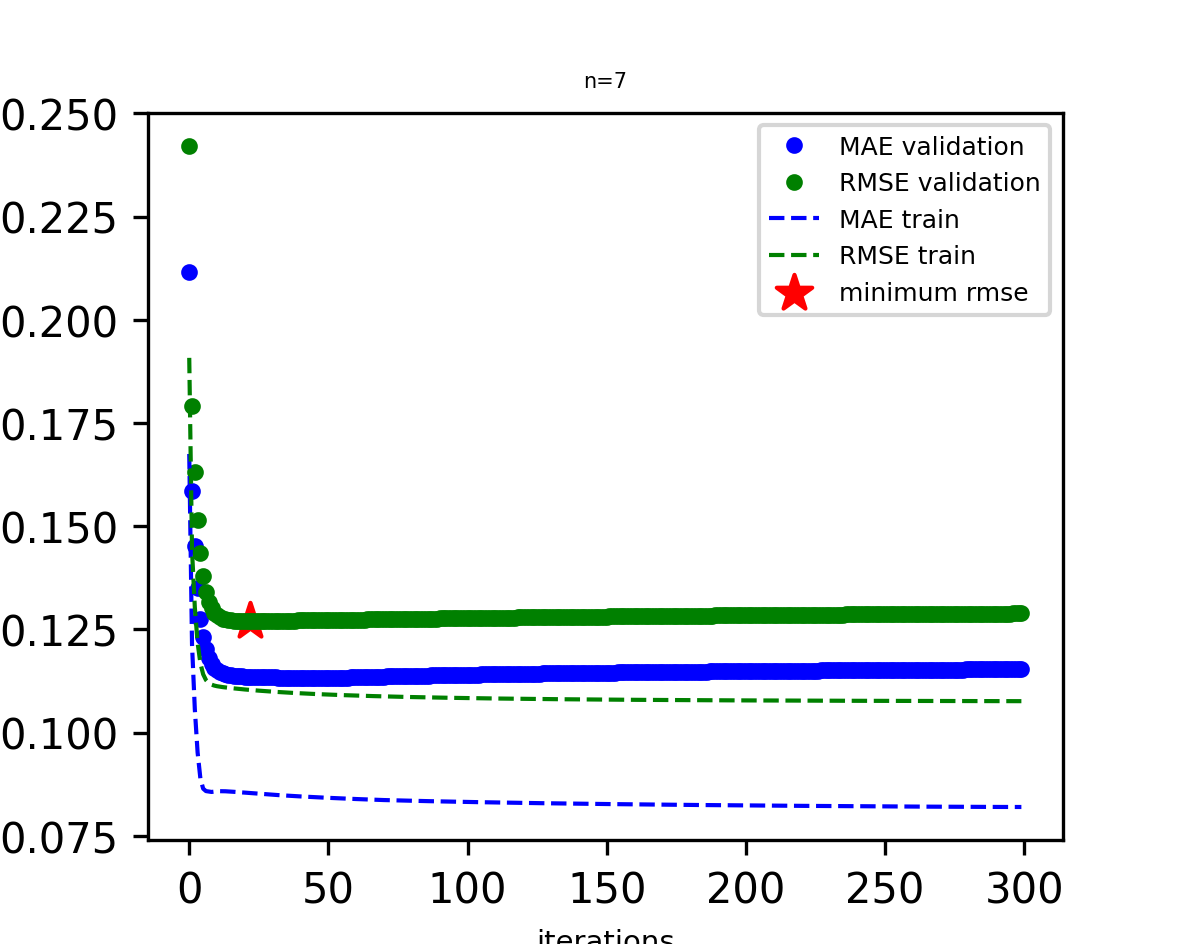 n=7
0.250
0.225
0.200
0.175
0.150
0.125
0.100
0.075
MAE validation
RMSE validation
MAE train
RMSE train
minimum rmse
0 50 100 150 200 250 300
iterations